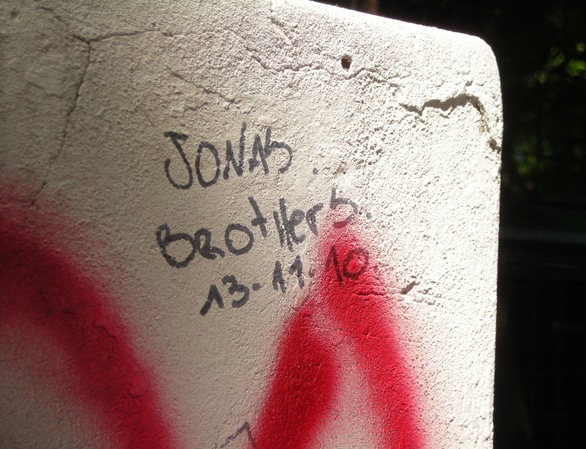 JONAS.
BROTHERS.
13-11-10.